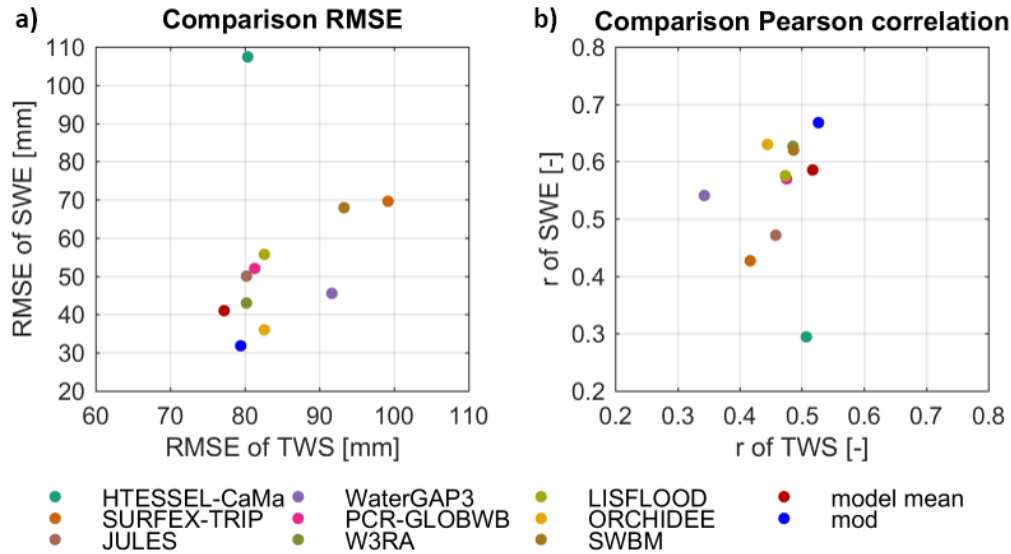 a) Comparison RMSE
b) Comparison Pearson correlation
RMSE of SWE [mm]
110
100
90
80
70
60
50
40
30
20
60 70 80 90 100 110
RMSE of TWS [mm]
r of SWE [-]
0.8
0.7
0.6
0.5
0.4
0.3
0.2
0.2 0.3 0.4 0.5 0.6 0.7 0.8
r of TWS [-]
HTESSEL-CaMa WaterGAP3 LISFLOOD model mean
SURFEX-TRIP PCR-GLOBWB ORCHIDEE mod
JULES W3RA SWBM